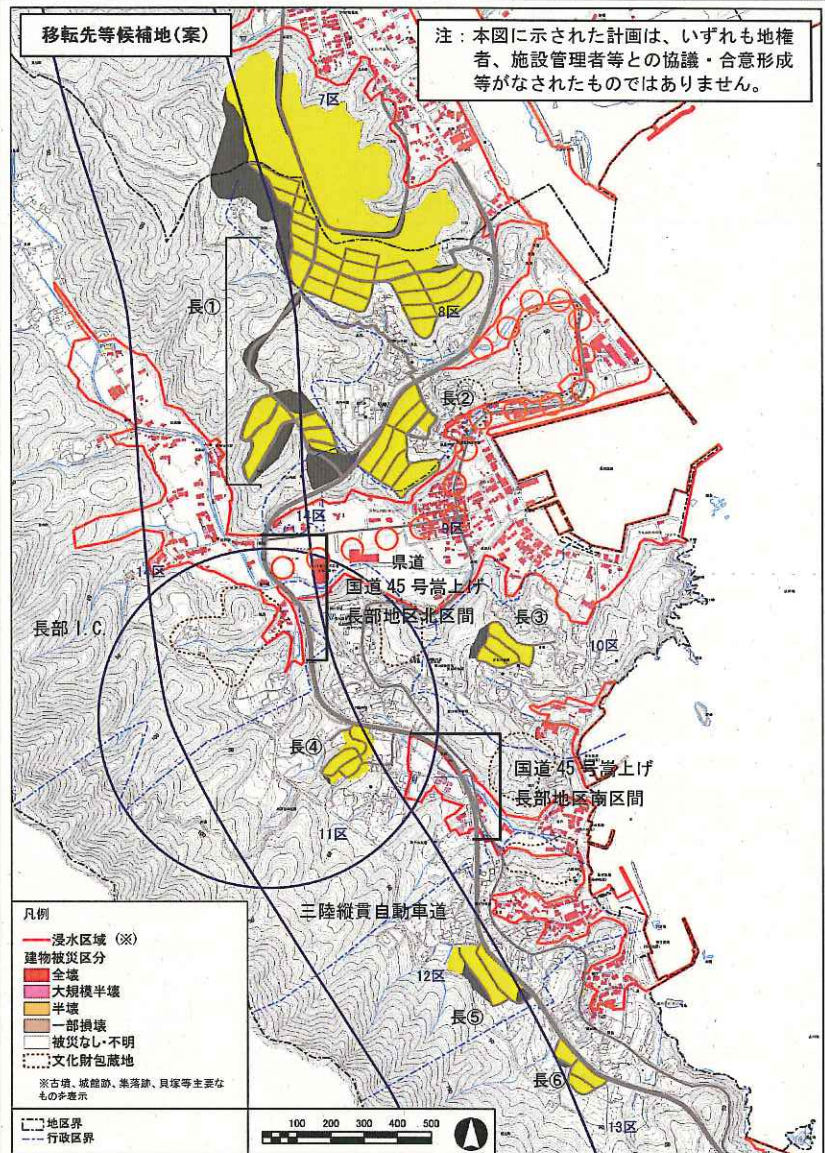 移転先等候補地(案)
注：本図に示された計画は、いずれも地権
者、施設管理者等との協議・合意形成
等がなされたものではありません。
7区
長①
8区
長②
14区
9区
14区
県道
国道45号嵩上げ
長部地区北区間
長③
長部I.C.
10区
長④
国道45号嵩上げ
長部地区南区間
11区
三陸縦貫自動車道
12区
長⑤
長⑥
13区
凡例
浸水区域（※）
建物被災区分
全壊
大規模半壊
半壊
一部損壊
被災なし・不明
文化財包蔵地
※古墳、城館跡、集落跡、貝塚等主要な
ものを表示
地区界
行政区界
100 200 300 400 500